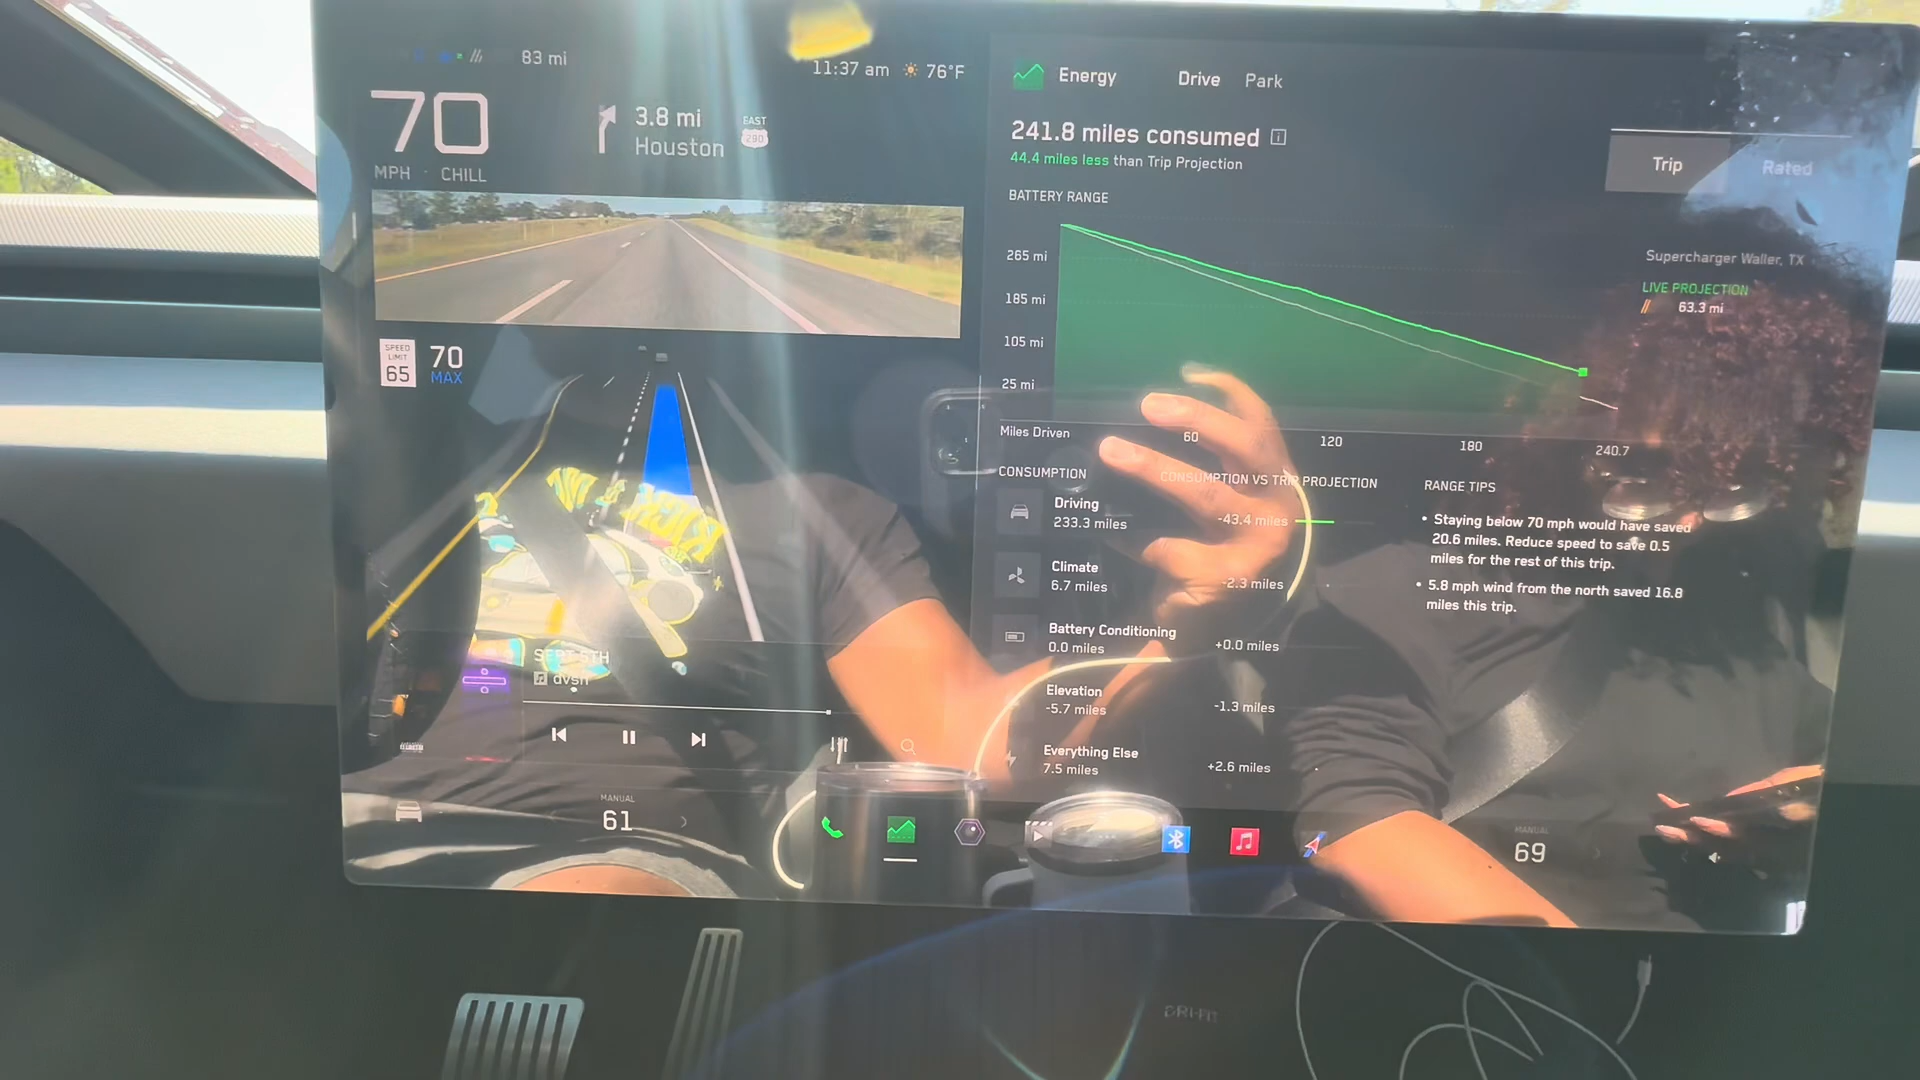 83 mi
11:37 am
76°F
70
MPH · CHILL
3.8 mi
Houston
EAST
290
SPEED
LIMIT
65
70
MAX
SEPT 5TH
dvsn
MANUAL
61
Energy
Drive
Park
241.8 miles consumed
44.4 miles less than Trip Projection
Trip
Rated
BATTERY RANGE
265 mi
185 mi
105 mi
25 mi
Supercharger Waller, TX
LIVE PROJECTION
63.3 mi
Miles Driven
60
120
180
240.7
CONSUMPTION
CONSUMPTION VS TRIP PROJECTION
Driving
233.3 miles
-43.4 miles
Climate
6.7 miles
-2.3 miles
Battery Conditioning
0.0 miles
+0.0 miles
Elevation
-5.7 miles
-1.3 miles
Everything Else
7.5 miles
+2.6 miles
RANGE TIPS
• Staying below 70 mph would have saved
20.6 miles. Reduce speed to save 0.5
miles for the rest of this trip.
• 5.8 mph wind from the north saved 16.8
miles this trip.
MANUAL
69
DRI-FIT